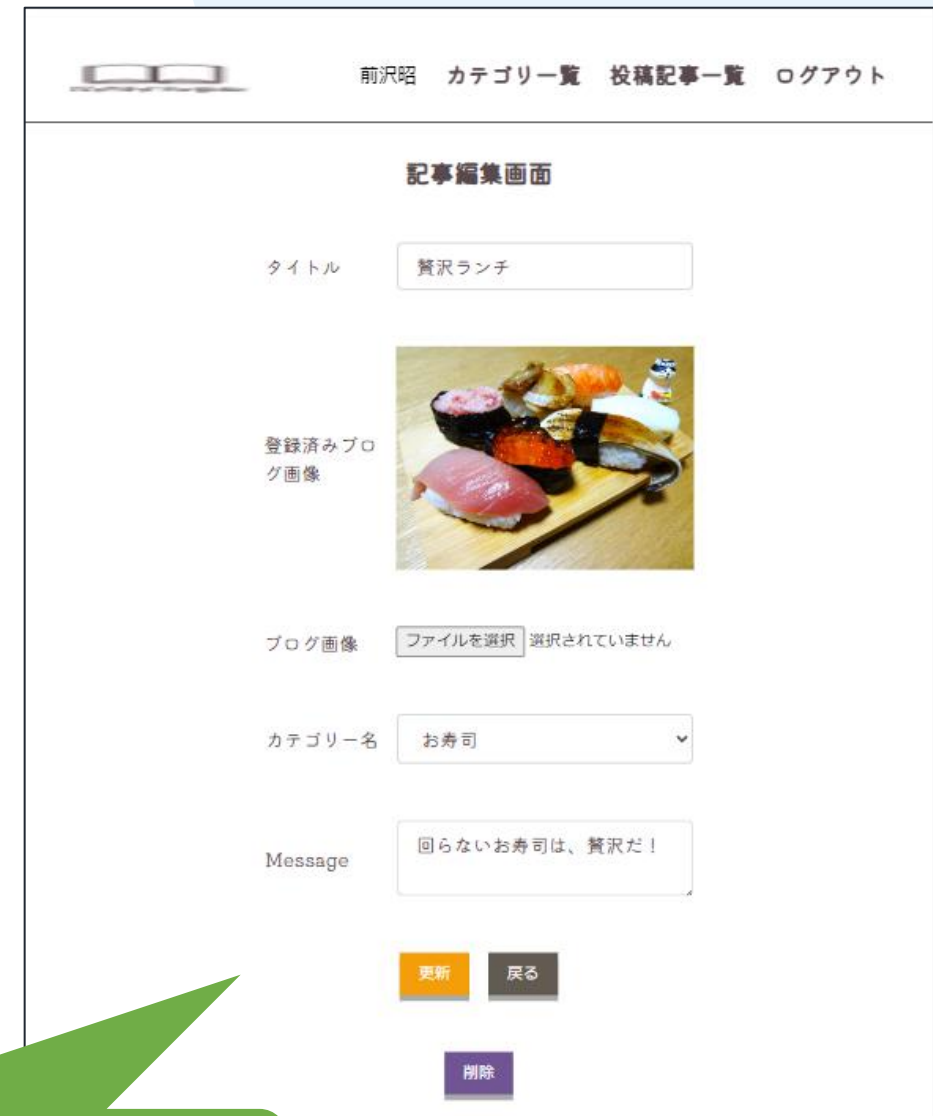 前沢昭 カテゴリー覧 投稿記事一覧 ログアウト
記事編集画面
タイトル 贅沢ランチ
登録済みブロ
グ画像
ブログ画像 ファイルを選択 選択されていません
カテゴリー名 お寿司
Message 回らないお寿司は、贅沢だ！
更新 戻る
削除